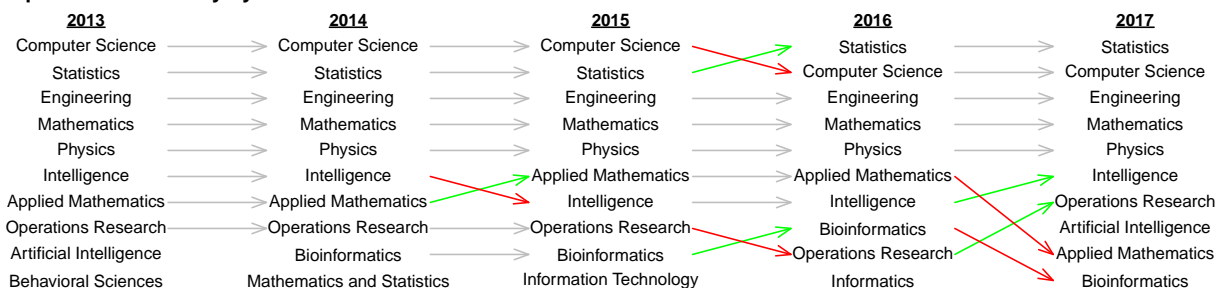 2013 2014 2015 2016 2017
Computer Science Computer Science Computer Science Statistics Statistics
Statistics Statistics Statistics Computer Science Computer Science
Engineering Engineering Engineering Engineering Engineering
Mathematics Mathematics Mathematics Mathematics Mathematics
Physics Physics Physics Physics Physics
Intelligence Intelligence Applied Mathematics Applied Mathematics Intelligence
Applied Mathematics Applied Mathematics Intelligence Intelligence Operations Research
Operations Research Operations Research Operations Research Bioinformatics Artificial Intelligence
Artificial Intelligence Bioinformatics Bioinformatics Operations Research Applied Mathematics
Behavioral Sciences Mathematics and Statistics Information Technology Informatics Bioinformatics